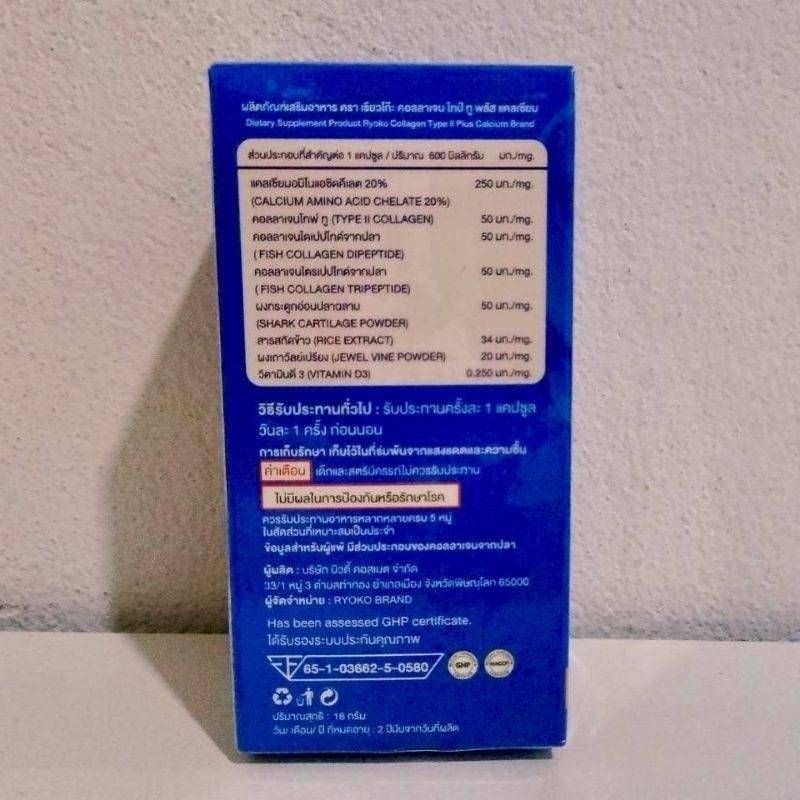 ผลิตภัณฑ์เสริมอาหาร ตรา เรียวโก๊ะ คอลลาเจน ไทป์ ทู พลัส แคลเซียม
Dietary Supplement Product Ryoko Collagen Type II Plus Calcium Brand
ส่วนประกอบที่สำคัญต่อ 1 แคปซูล / ปริมาณ 600 มิลลิกรัม มก./mg.
แคลเซียมอมิโนแอซิดคีเลต 20% 250 มก./mg.
(CALCIUM AMINO ACID CHELATE 20%)
คอลลาเจนไทพ์ ทู (TYPE II COLLAGEN) 50 มก./mg.
คอลลาเจนไดเปปไทด์จากปลา 50 มก./mg.
( FISH COLLAGEN DIPEPTIDE)
คอลลาเจนไตรเปปไทด์จากปลา 50 มก./mg.
( FISH COLLAGEN TRIPEPTIDE)
ผงกระดูกอ่อนปลาฉลาม 50 มก./mg.
(SHARK CARTILAGE POWDER)
สารสกัดข้าว (RICE EXTRACT) 34 มก./mg.
ผงเถาวัลย์เปรียง (JEWEL VINE POWDER) 20 มก./mg.
วิตามินดี 3 (VITAMIN D3) 0.250 มก./mg.
วิธีรับประทานทั่วไป : รับประทานครั้งละ 1 แคปซูล
วันละ 1 ครั้ง ก่อนนอน
การเก็บรักษา เก็บไว้ในที่ร่มพ้นจากแสงแดดและความชื้น
คำเตือน เด็กและสตรีมีครรภ์ไม่ควรรับประทาน
ไม่มีผลในการป้องกันหรือรักษาโรค
ควรรับประทานอาหารหลากหลายครบ 5 หมู่
ในสัดส่วนที่เหมาะสมเป็นประจำ
ข้อมูลสำหรับผู้แพ้ มีส่วนประกอบของคอลลาเจนจากปลา
ผู้ผลิต : บริษัท บิวตี้ คอสเมต จำกัด
33/1 หมู่ 3 ตำบลท่าทอง อำเภอเมือง จังหวัดพิษณุโลก 65000
ผู้จัดจำหน่าย : RYOKO BRAND
Has been assessed GHP certificate.
ได้รับรองระบบประกันคุณภาพ
65-1-03662-5-0580 GHP HACCP
ปริมาณสุทธิ : 18 กรัม
วัน/ เดือน/ ปี ที่หมดอายุ : 2 ปีนับจากวันที่ผลิต